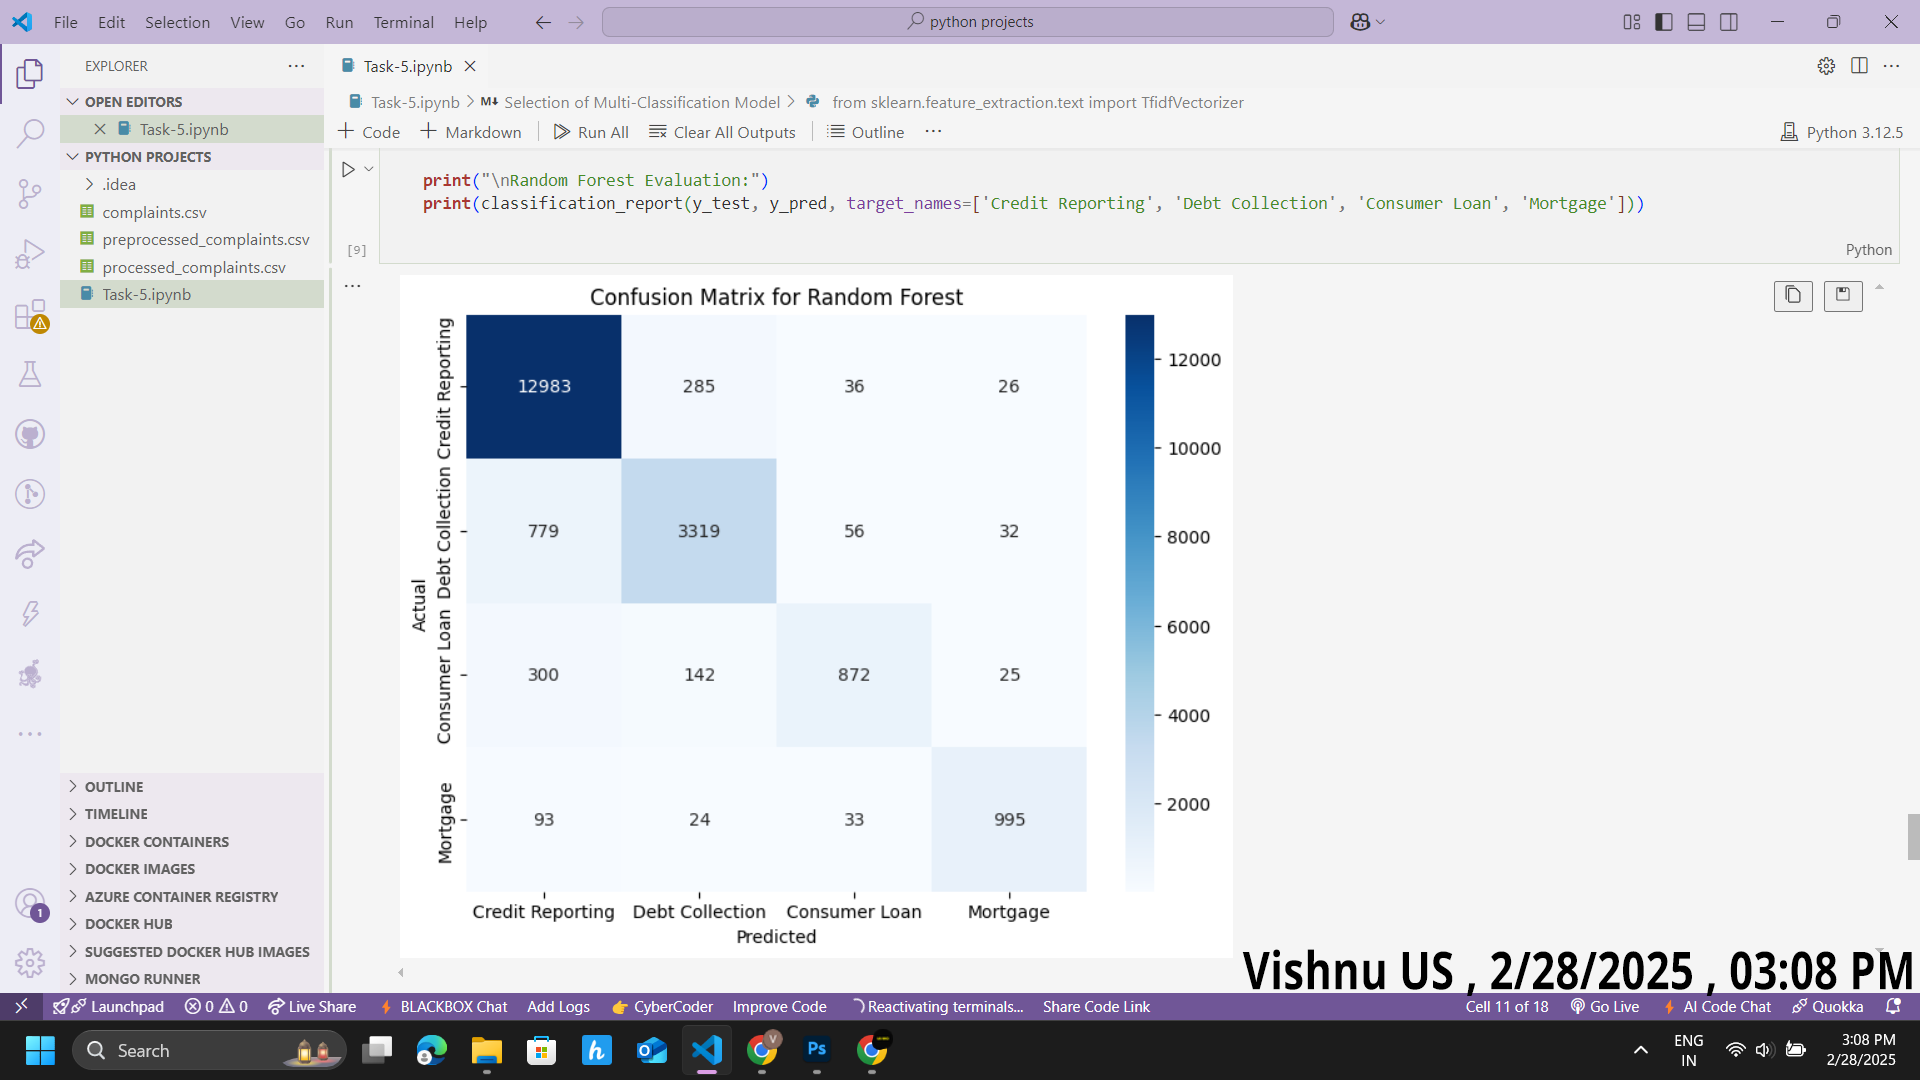 File Edit Selection View Go Run Terminal Help
python projects
EXPLORER
OPEN EDITORS
Task-5.ipynb
PYTHON PROJECTS
.idea
complaints.csv
preprocessed_complaints.csv
processed_complaints.csv
Task-5.ipynb
OUTLINE
TIMELINE
DOCKER CONTAINERS
DOCKER IMAGES
AZURE CONTAINER REGISTRY
DOCKER HUB
SUGGESTED DOCKER HUB IMAGES
MONGO RUNNER
1
Task-5.ipynb
Task-5.ipynb > M↓ Selection of Multi-Classification Model > from sklearn.feature_extraction.text import TfidfVectorizer
+ Code + Markdown Run All Clear All Outputs Outline ...
Python 3.12.5
print("\nRandom Forest Evaluation:")
print(classification_report(y_test, y_pred, target_names=['Credit Reporting', 'Debt Collection', 'Consumer Loan', 'Mortgage']))
[9]
Python
Confusion Matrix for Random Forest
Actual
Credit Reporting
12983 285 36 26
Debt Collection
779 3319 56 32
Consumer Loan
300 142 872 25
Mortgage
93 24 33 995
Credit Reporting Debt Collection Consumer Loan Mortgage
Predicted
12000
10000
8000
6000
4000
2000
Vishnu US , 2/28/2025 , 03:08 PM
Launchpad 0 0 Live Share BLACKBOX Chat Add Logs CyberCoder Improve Code Reactivating terminals... Share Code Link Cell 11 of 18 Go Live AI Code Chat Quokka
Search
h
V
Ps
ENG
IN
3:08 PM
2/28/2025